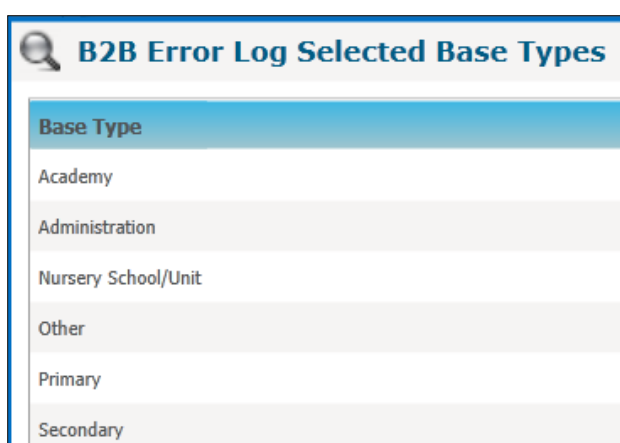 B2B Error Log Selected Base Types
Base Type
Academy
Administration
Nursery School/Unit
Other
Primary
Secondary